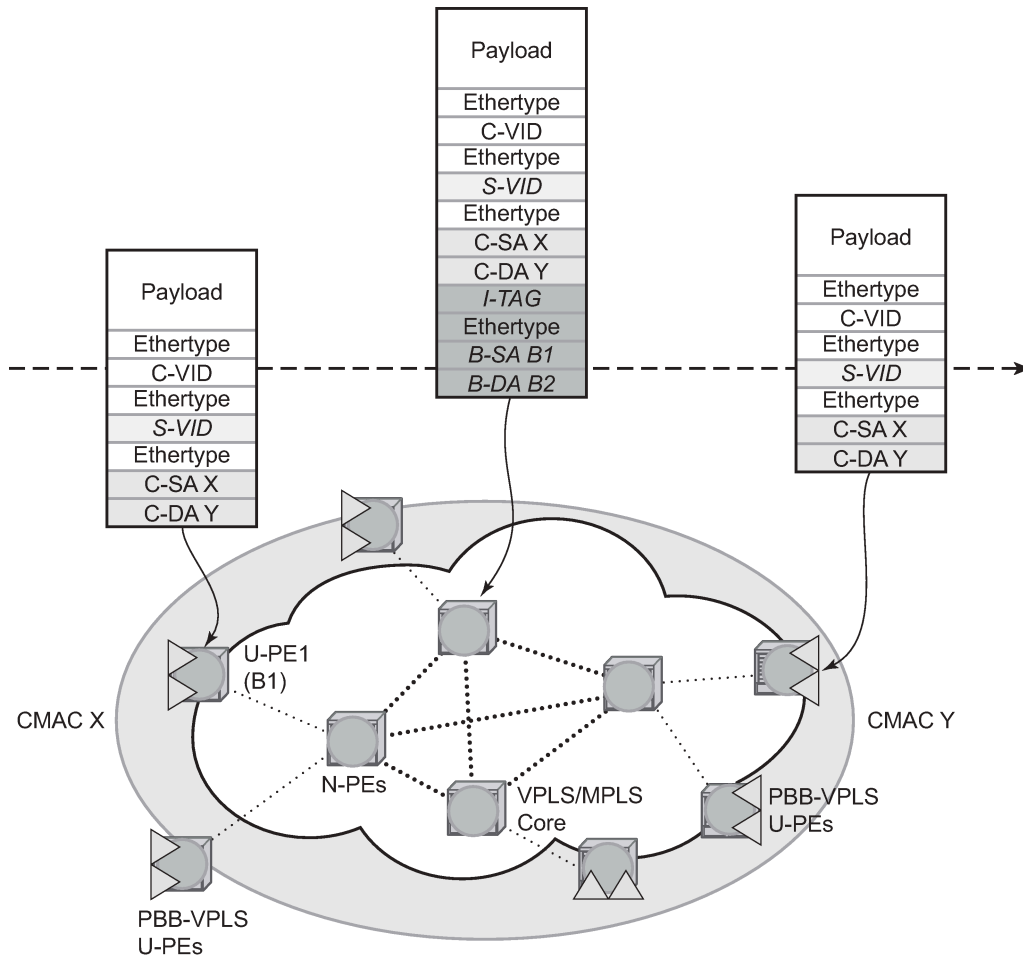 Payload
Ethertype
C-VID
Ethertype
S-VID
Ethertype
C-SA X
C-DA Y
Payload
Ethertype
C-VID
Ethertype
S-VID
Ethertype
C-SA X
C-DA Y
I-TAG
Ethertype
B-SA B1
B-DA B2
Payload
Ethertype
C-VID
Ethertype
S-VID
Ethertype
C-SA X
C-DA Y
CMAC X
U-PE1
(B1)
N-PEs
VPLS/MPLS
Core
CMAC Y
PBB-VPLS
U-PEs
PBB-VPLS
U-PEs